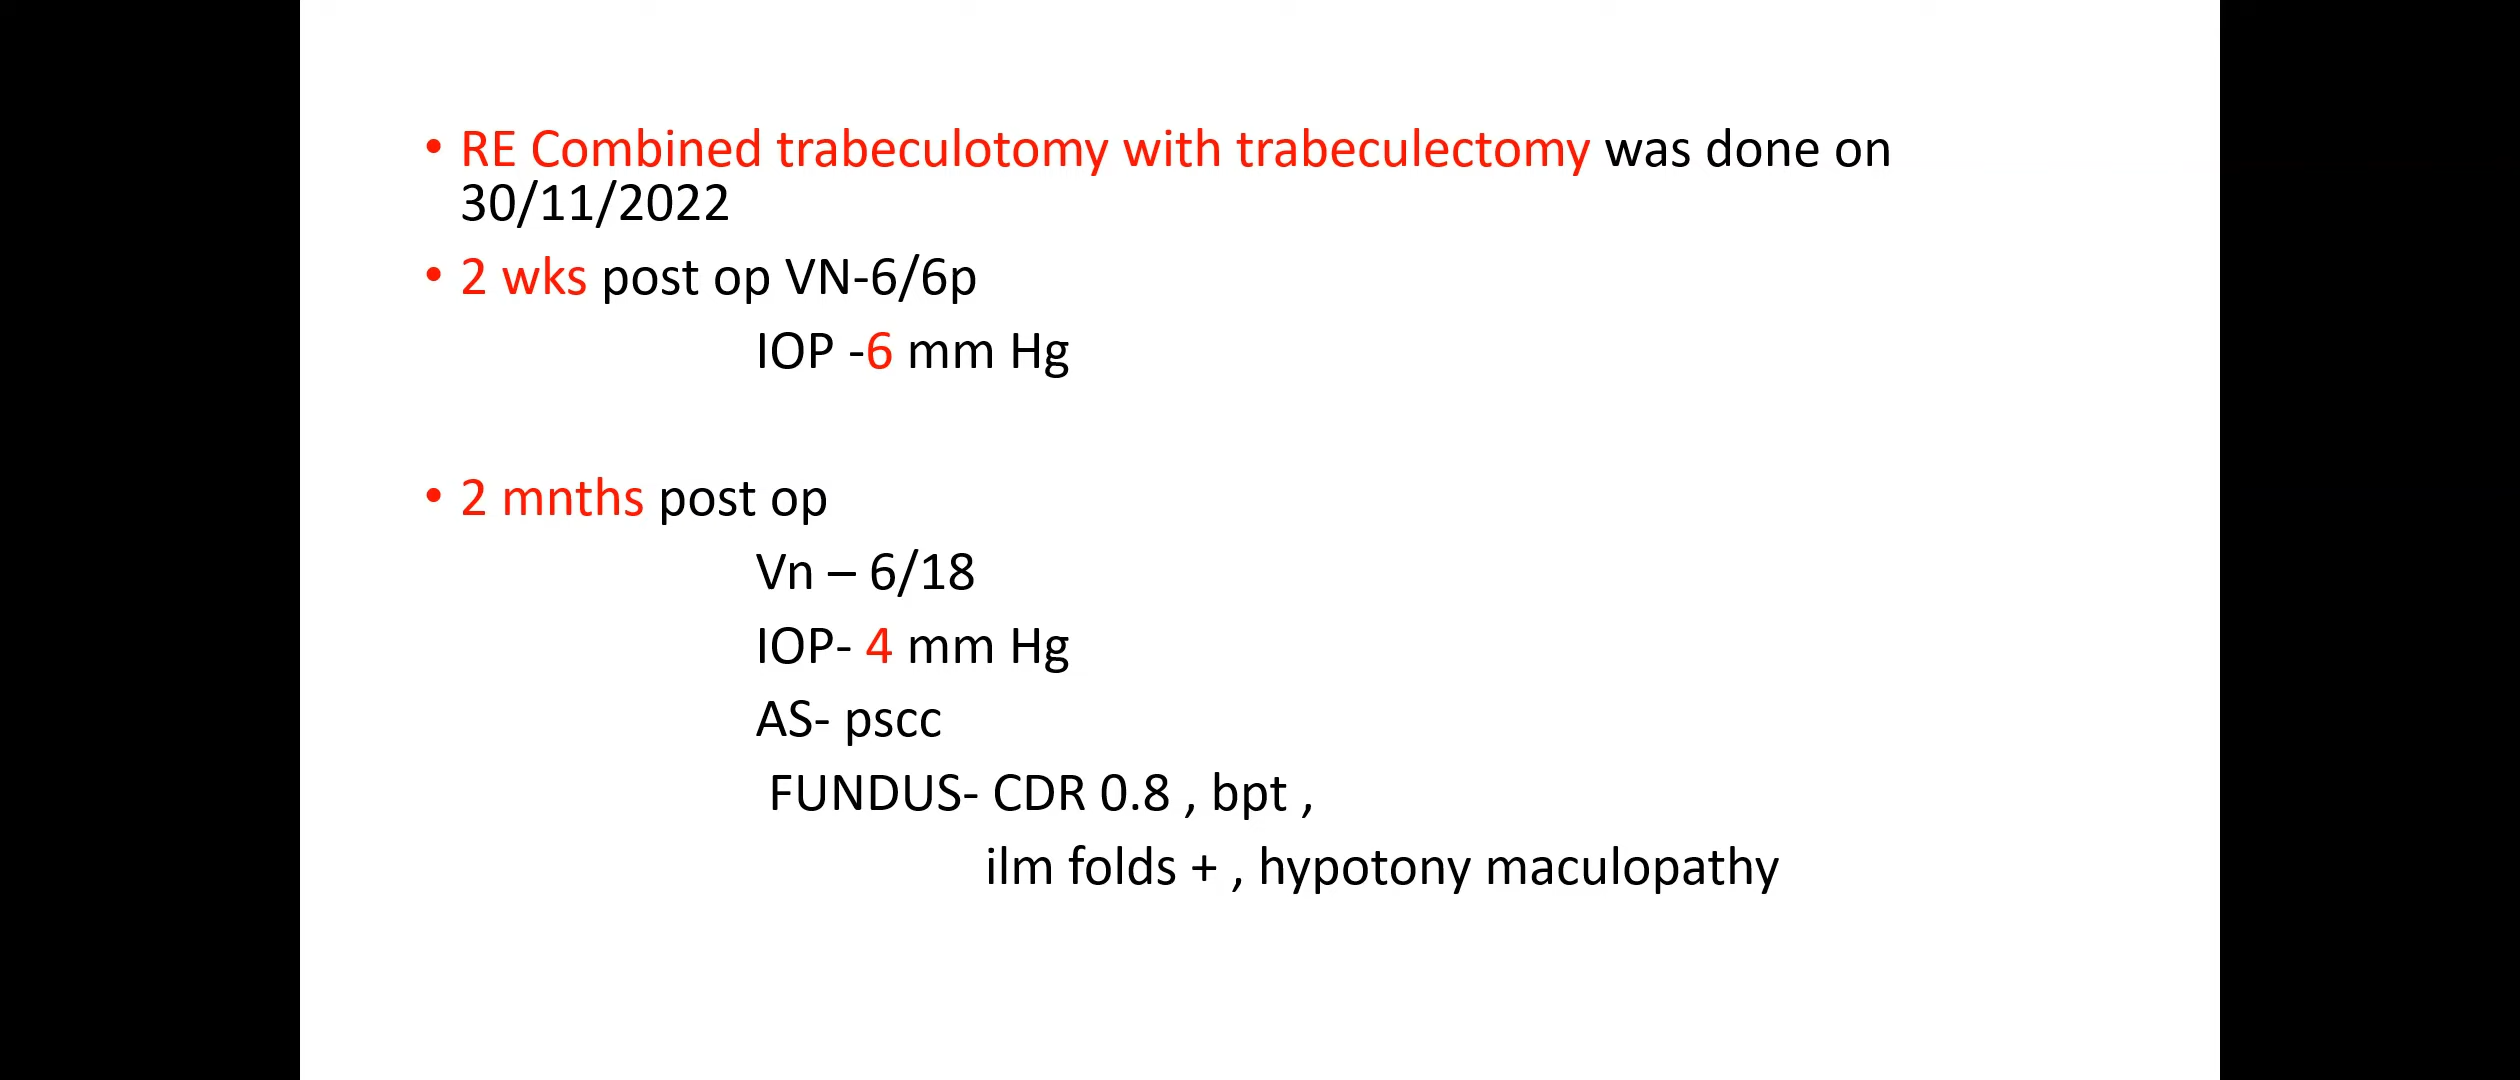 • RE Combined trabeculotomy with trabeculectomy was done on
30/11/2022
• 2 wks post op VN-6/6p
IOP -6 mm Hg
• 2 mnths post op
Vn – 6/18
IOP- 4 mm Hg
AS- pscc
FUNDUS- CDR 0.8 , bpt ,
ilm folds + , hypotony maculopathy